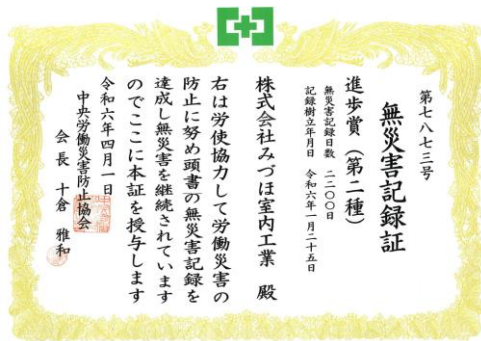 第七八七三号
無災害記録証
進歩賞（第二種）
無災害記録日数 二二〇〇日
記録樹立年月日 令和六年一月二十五日
株式会社みづほ室内工業 殿
右は労使協力して労働災害の
防止に努め頭書の無災害記録を
達成し無災害を継続されています
のでここに本証を授与します
令和六年四月一日
中央労働災害防止協会
会長 十倉 雅和